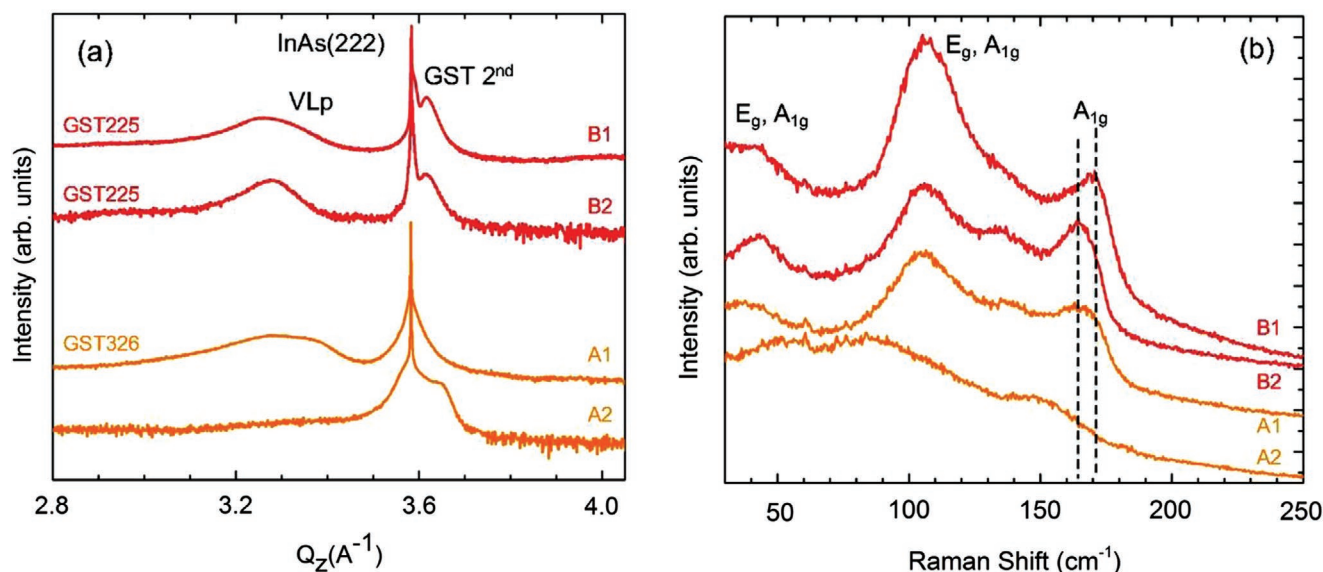 (a)
InAs(222)
GST 2nd
VLp
GST225
B1
GST225
B2
GST326
A1
A2
Intensity (arb. units)
2.8 3.2 3.6 4.0
QZ(A-1)
(b)
Eg, A1g
Eg, A1g
A1g
B1
B2
A1
A2
Intensity (arb. units)
50 100 150 200 250
Raman Shift (cm-1)